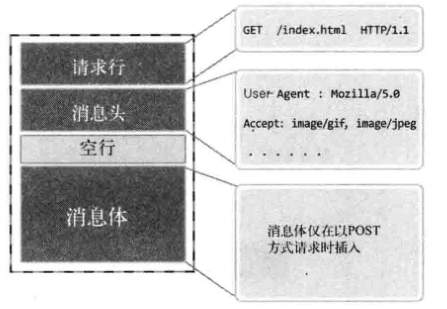 请求行
GET /index.html HTTP/1.1
消息头
User-Agent : Mozilla/5.0
Accept: image/gif, image/jpeg
. . . . . .
空行
消息体
消息体仅在以POST
方式请求时插入